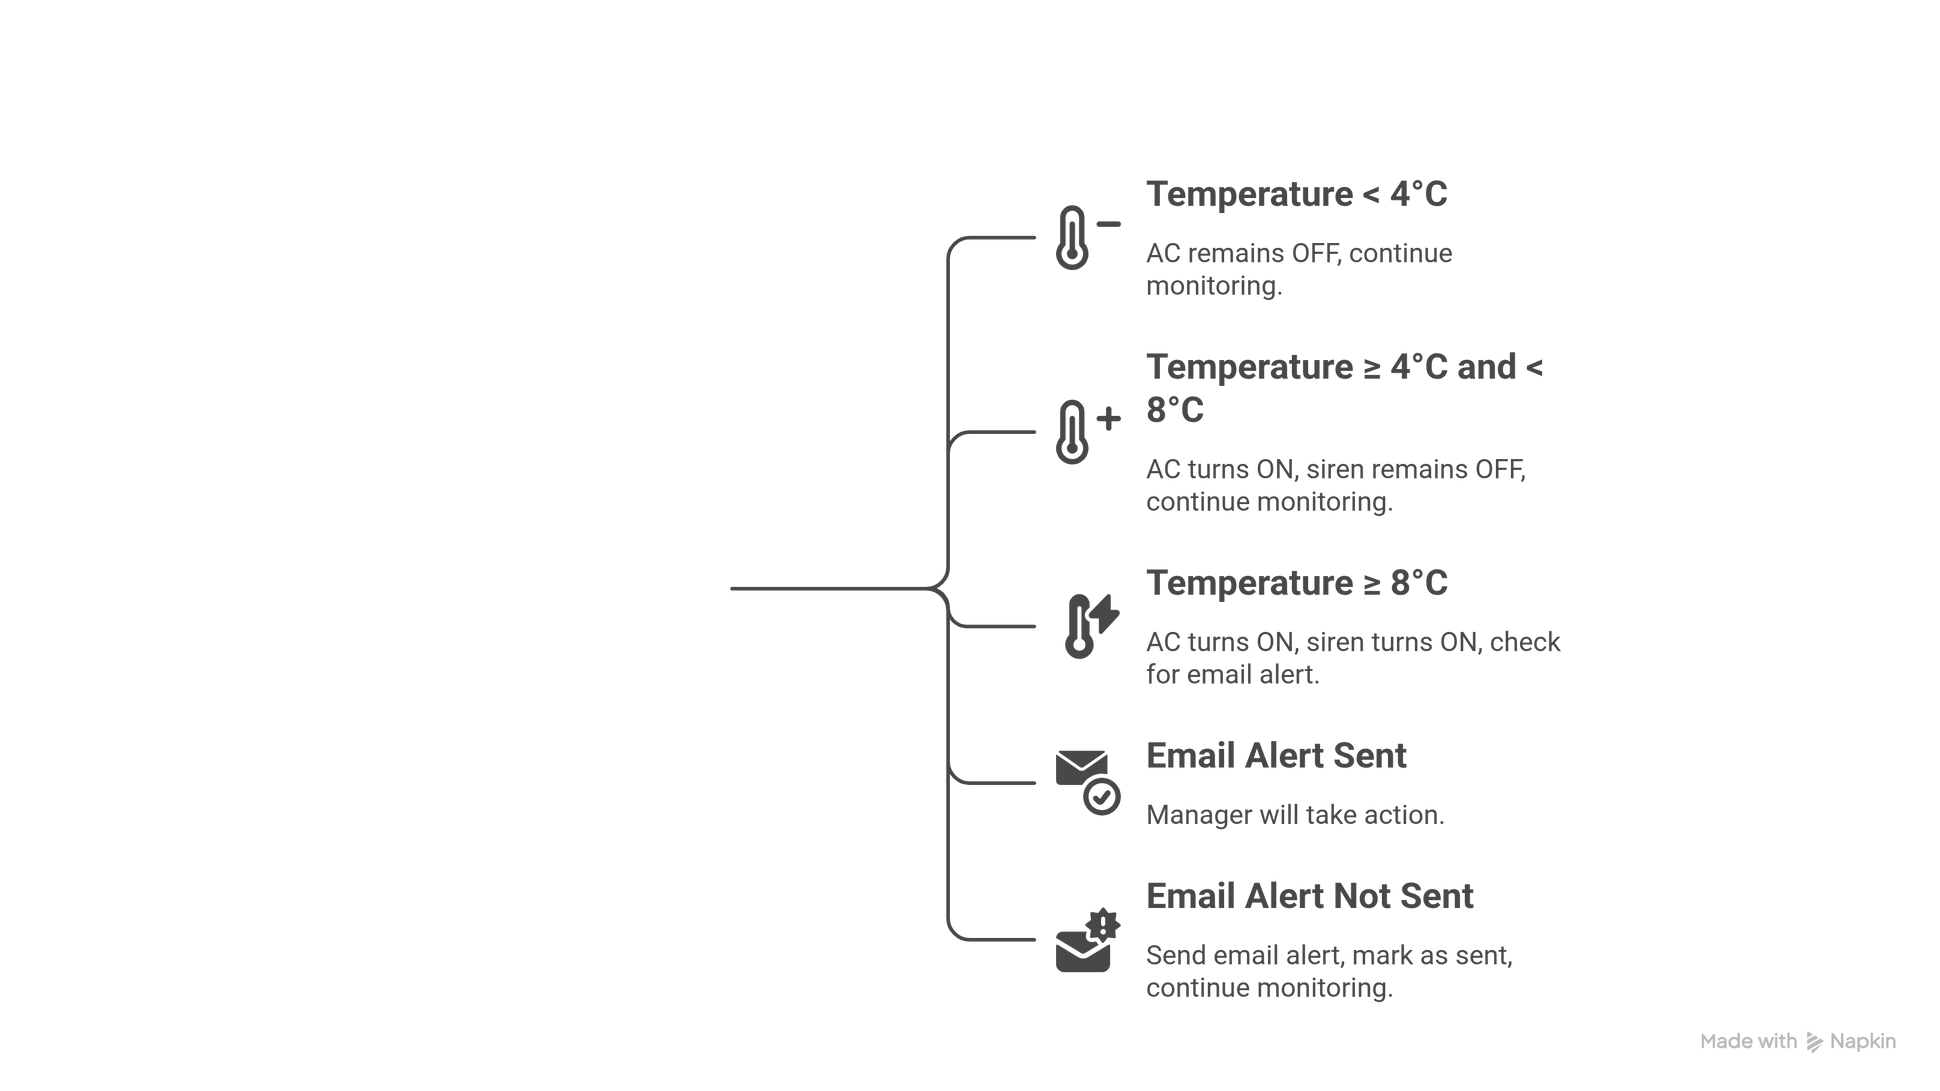 Temperature < 4°C
AC remains OFF, continue
monitoring.
Temperature ≥ 4°C and <
8°C
AC turns ON, siren remains OFF,
continue monitoring.
Temperature ≥ 8°C
AC turns ON, siren turns ON, check
for email alert.
Email Alert Sent
Manager will take action.
Email Alert Not Sent
Send email alert, mark as sent,
continue monitoring.
Made with Napkin